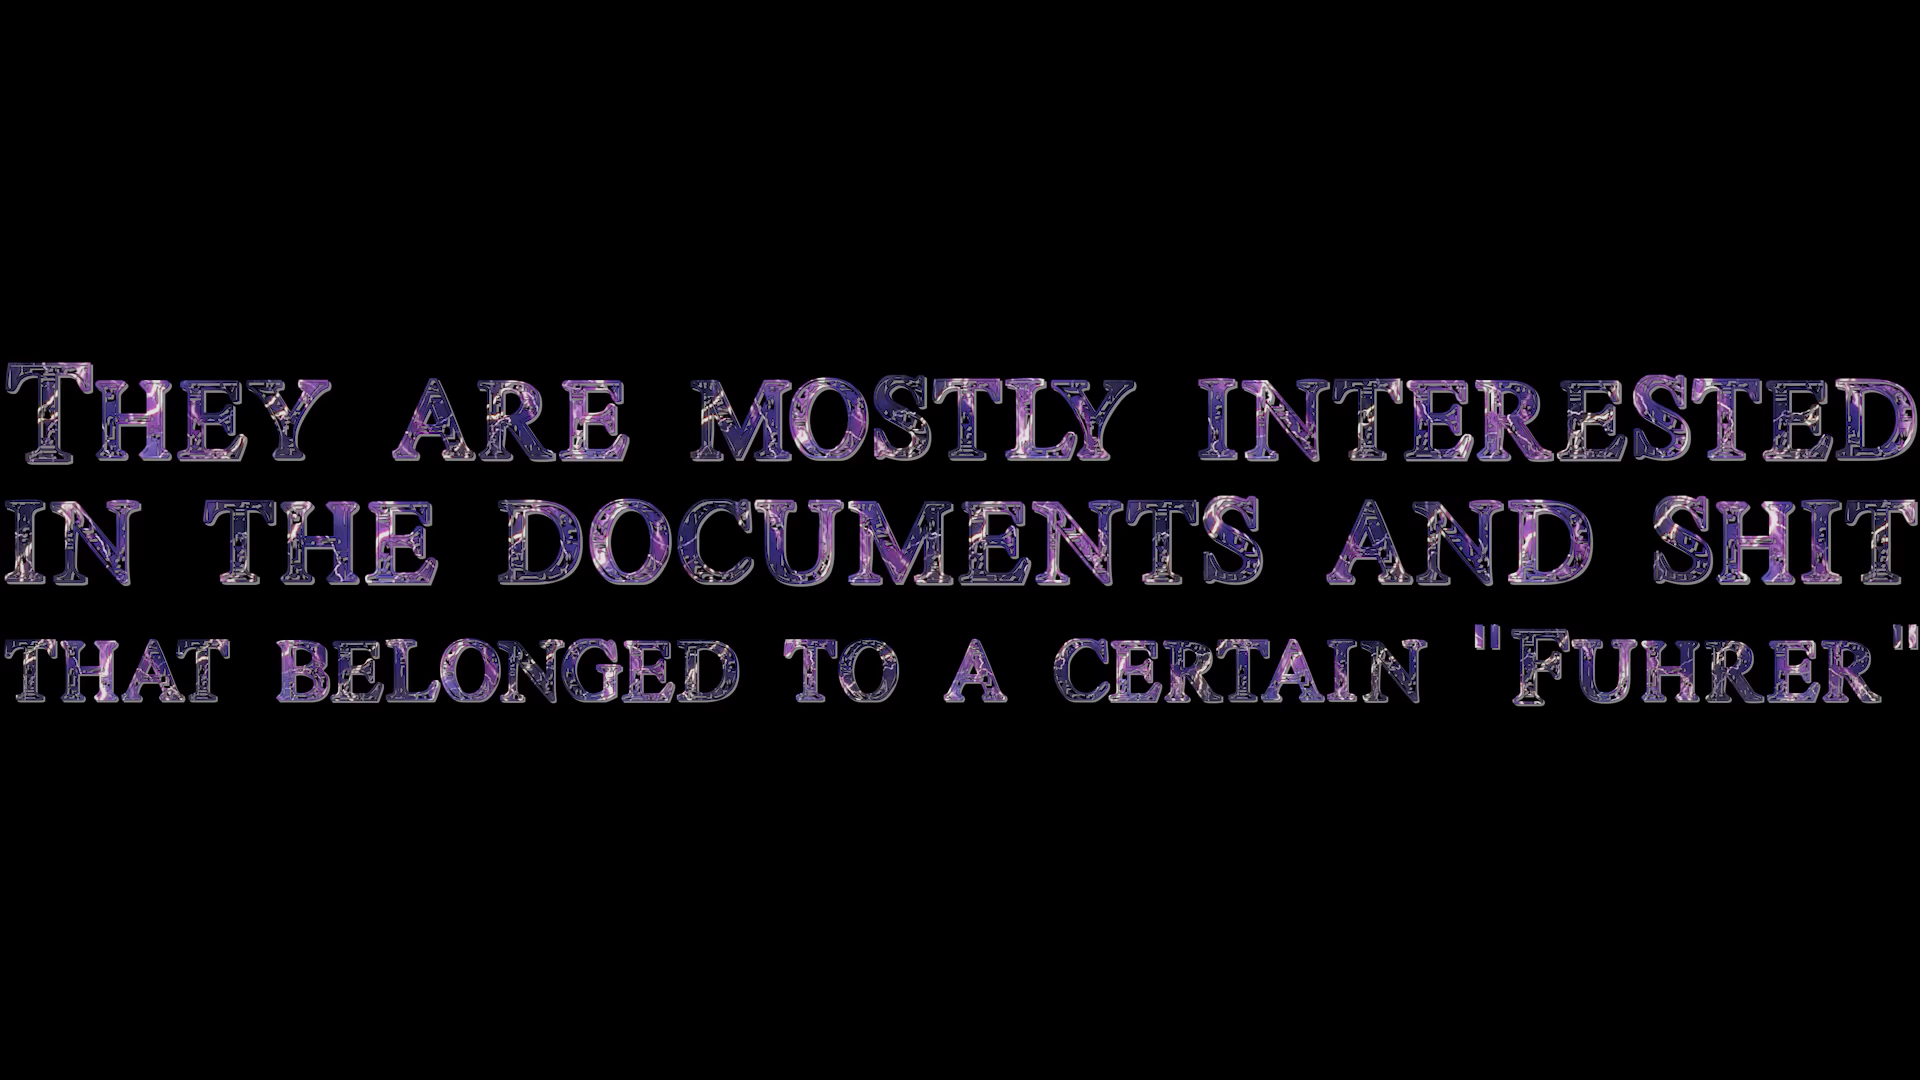 They are mostly interested
in the documents and shit
that belonged to a certain "Fuhrer"